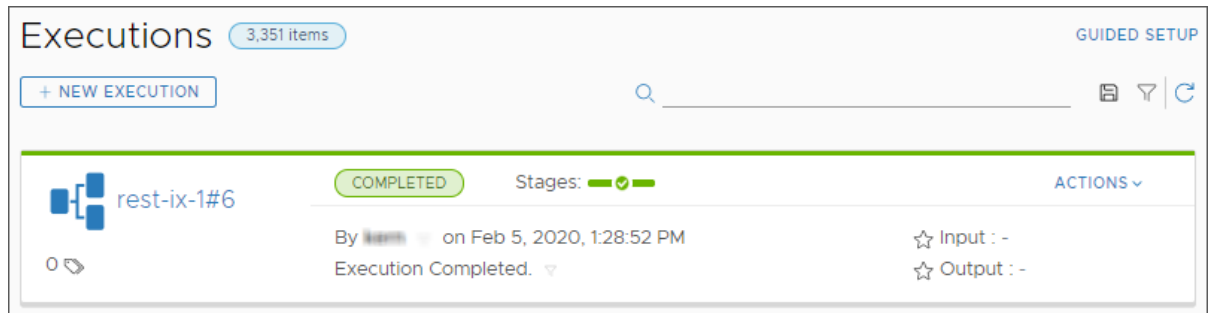 Executions 3,351 items
GUIDED SETUP
+ NEW EXECUTION
rest-ix-1#6
COMPLETED Stages:
ACTIONS
By on Feb 5, 2020, 1:28:52 PM
Input : -
0
Execution Completed.
Output : -